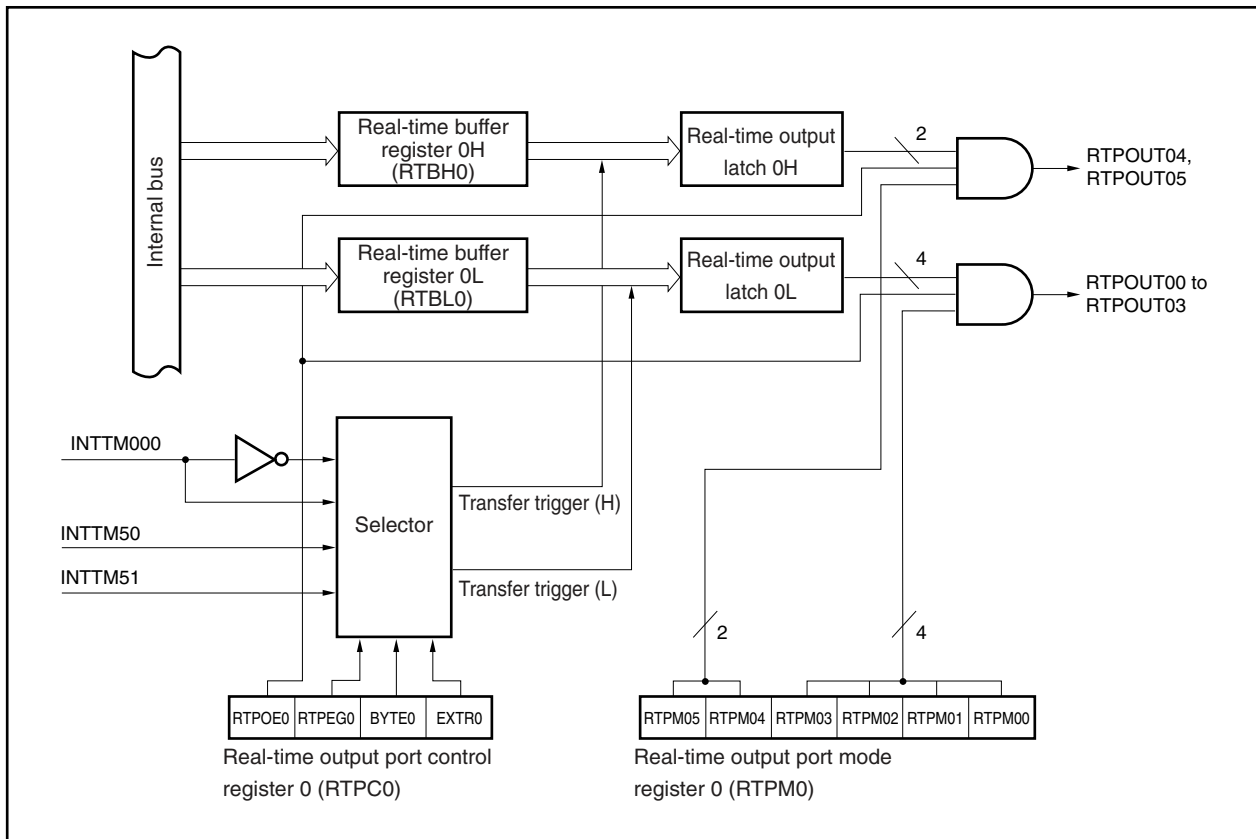 Internal bus
Real-time buffer
register 0H
(RTBH0)
Real-time output
latch 0H
2
RTPOUT04,
RTPOUT05
Real-time buffer
register 0L
(RTBL0)
Real-time output
latch 0L
4
RTPOUT00 to
RTPOUT03
INTTM000
INTTM50
INTTM51
Selector
Transfer trigger (H)
Transfer trigger (L)
2
4
RTPOE0 RTPEG0 BYTE0 EXTR0
Real-time output port control
register 0 (RTPC0)
RTPM05 RTPM04 RTPM03 RTPM02 RTPM01 RTPM00
Real-time output port mode
register 0 (RTPM0)